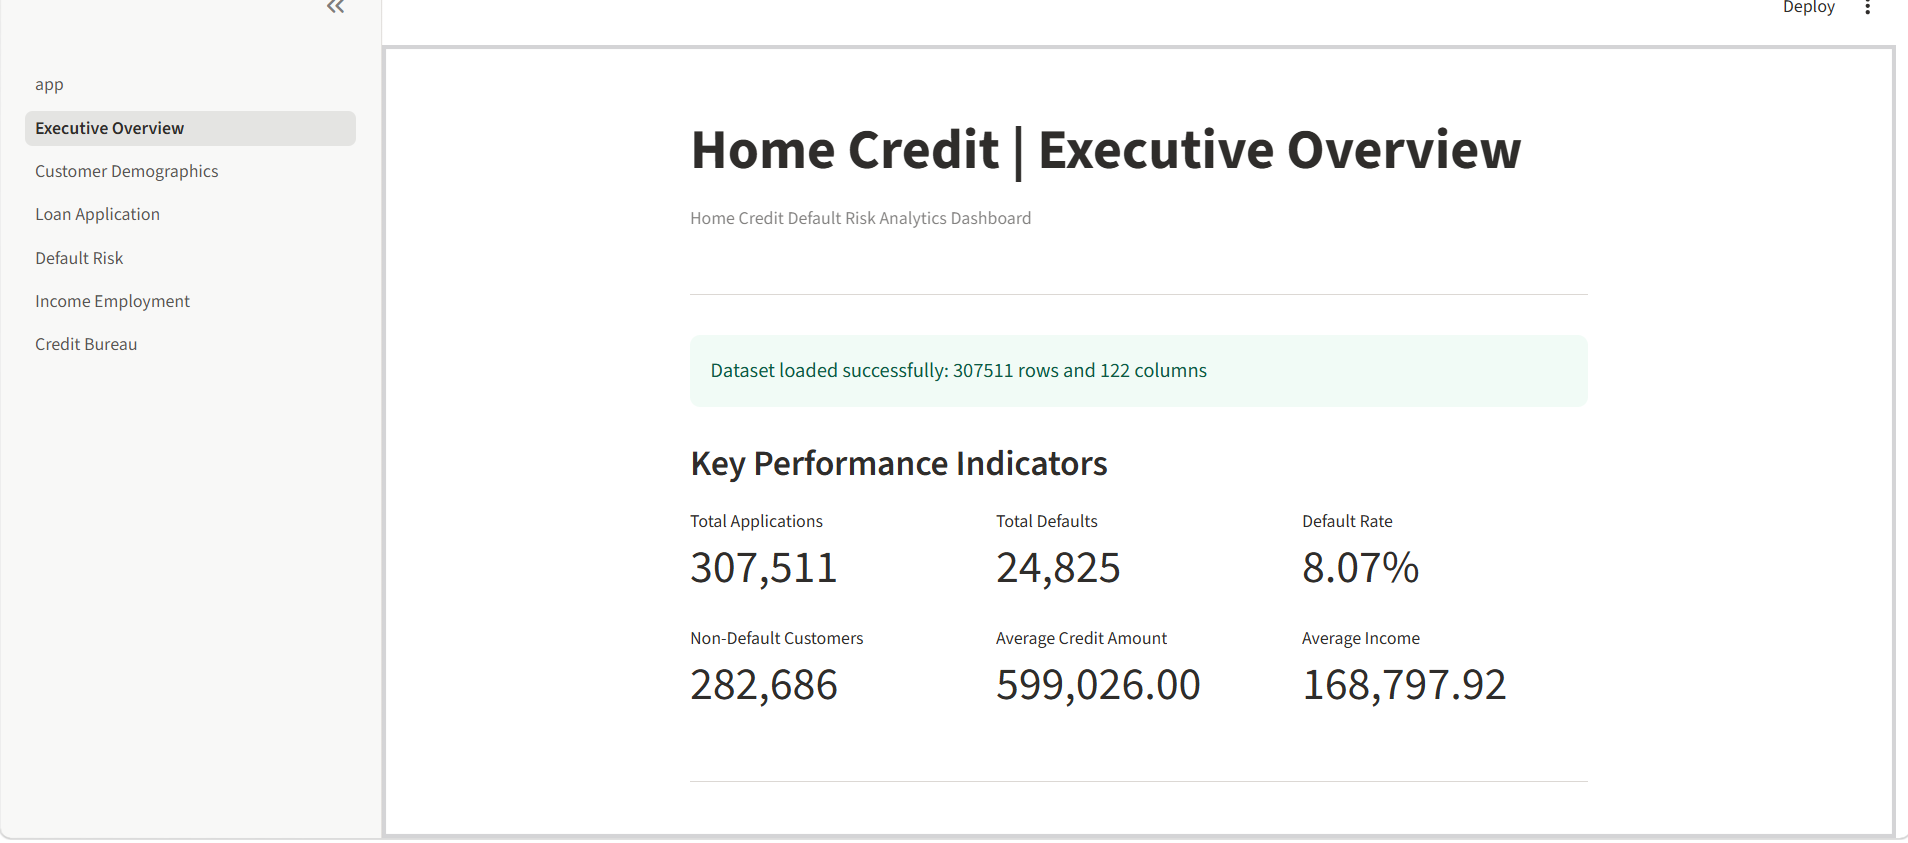 Deploy
app
Executive Overview
Customer Demographics
Loan Application
Default Risk
Income Employment
Credit Bureau
Home Credit | Executive Overview
Home Credit Default Risk Analytics Dashboard
Dataset loaded successfully: 307511 rows and 122 columns
Key Performance Indicators
Total Applications
307,511
Total Defaults
24,825
Default Rate
8.07%
Non-Default Customers
282,686
Average Credit Amount
599,026.00
Average Income
168,797.92